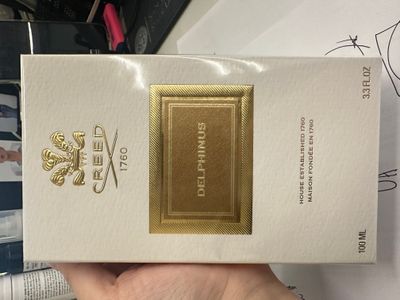 CREED
1760
DELPHINUS
HOUSE ESTABLISHED 1760
MAISON FONDÉE EN 1760
100 ML
3.3 FL.OZ